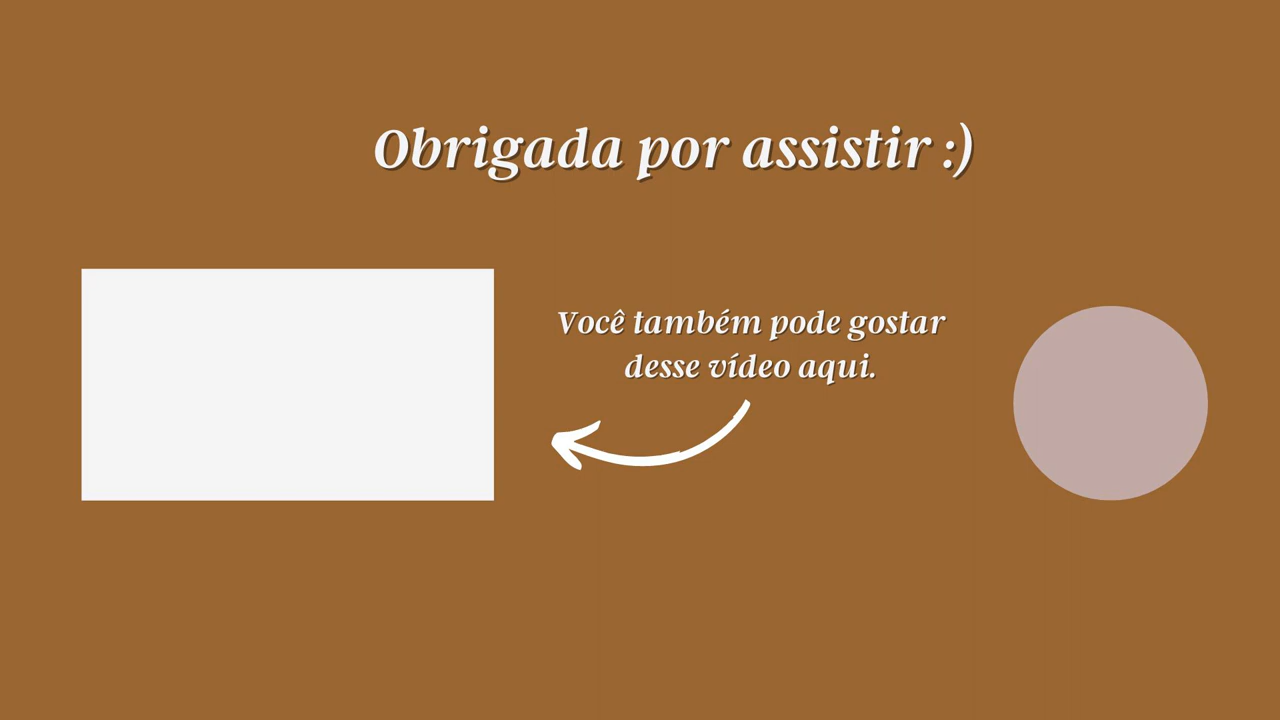 Obrigada por assistir :)
Você também pode gostar
desse vídeo aqui.